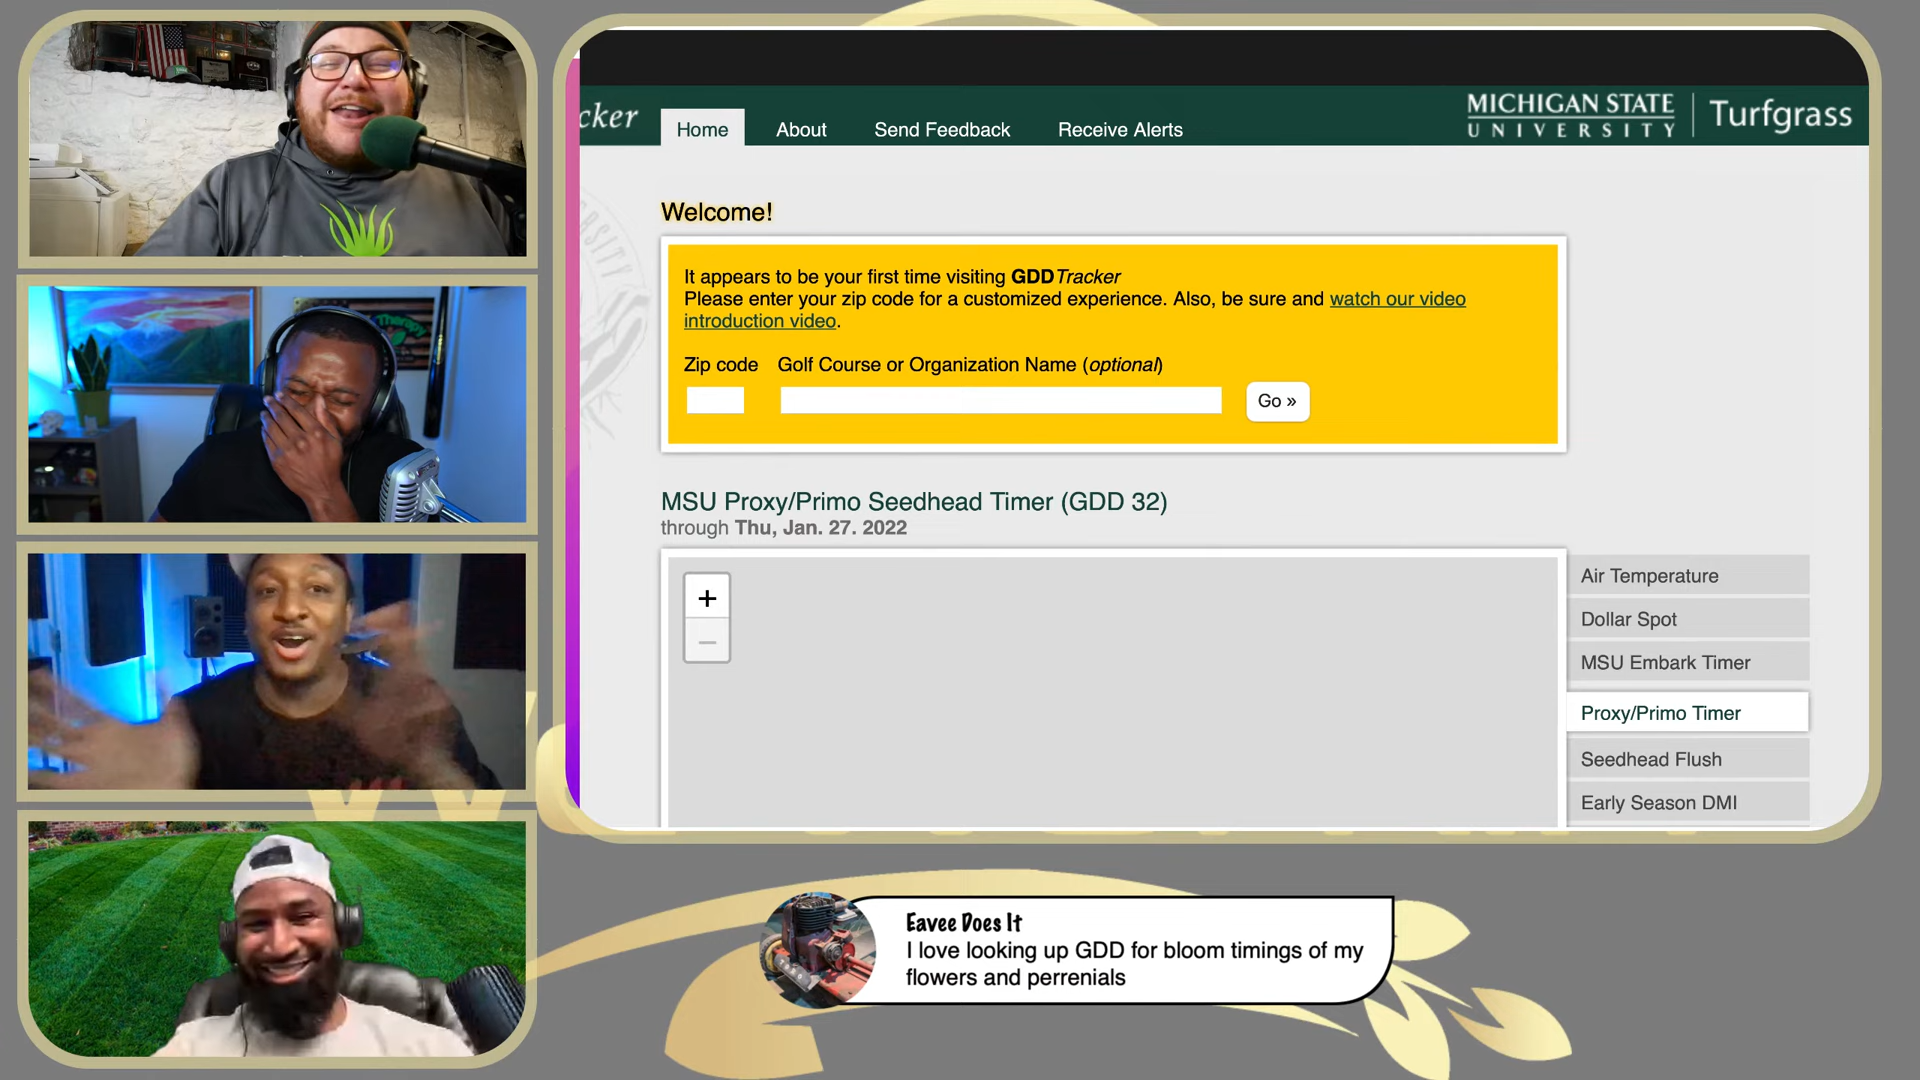 cker
Home
About
Send Feedback
Receive Alerts
MICHIGAN STATE
UNIVERSITY
Turfgrass
Welcome!
It appears to be your first time visiting GDDTracker
Please enter your zip code for a customized experience. Also, be sure and watch our video
introduction video.
Zip code
Golf Course or Organization Name (optional)
Go »
MSU Proxy/Primo Seedhead Timer (GDD 32)
through Thu, Jan. 27. 2022
+
−
Air Temperature
Dollar Spot
MSU Embark Timer
Proxy/Primo Timer
Seedhead Flush
Early Season DMI
Therapy
Eavee Does It
I love looking up GDD for bloom timings of my
flowers and perrenials